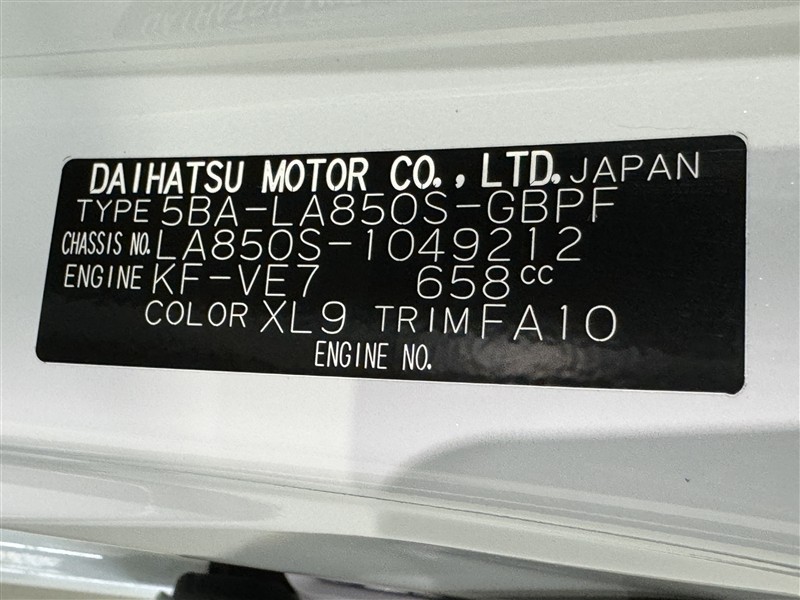 DAIHATSU MOTOR CO., LTD. JAPAN
TYPE 5BA-LA850S-GBPF
CHASSIS NO. LA850S-1049212
ENGINE KF-VE7 658CC
COLOR XL9 TRIM FA10
ENGINE NO.